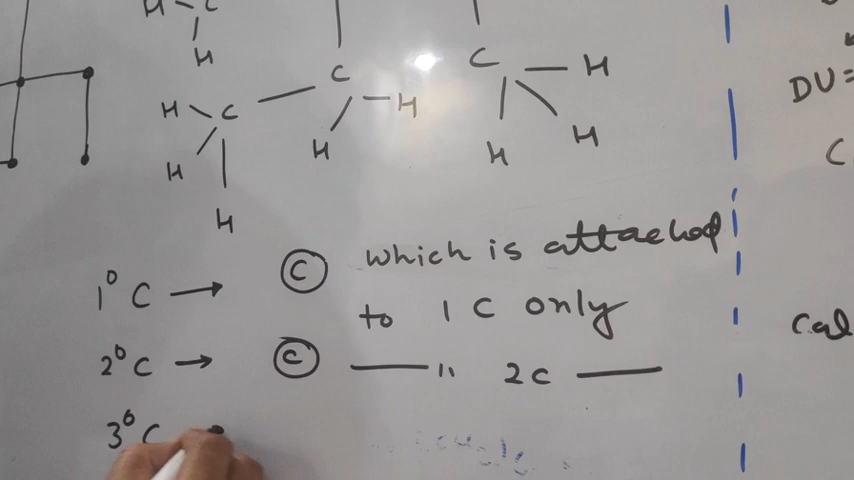 H C
H
C
C H
DU=
H C
H
H
H
H
H
H
C
H
1° C → C which is attached
to 1 C only
2° C → C —— " 2C ——
Cal
3° C